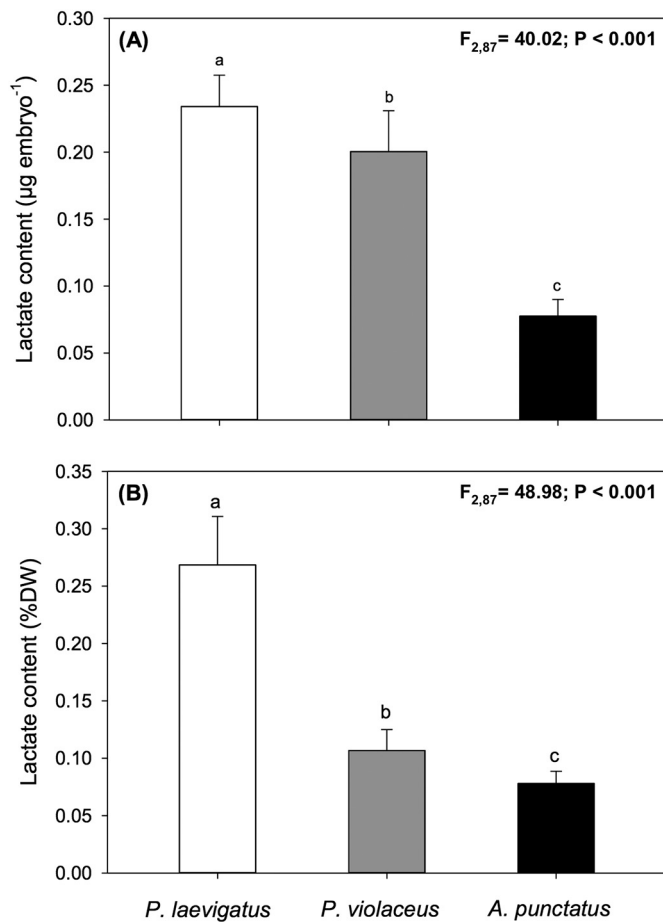 (A)
F2,87= 40.02; P < 0.001
Lactate content (µg embryo-1)
0.30
0.25
0.20
0.15
0.10
0.05
0.00
a
b
c
(B)
F2,87= 48.98; P < 0.001
Lactate content (%DW)
0.35
0.30
0.25
0.20
0.15
0.10
0.05
0.00
a
b
c
P. laevigatus
P. violaceus
A. punctatus